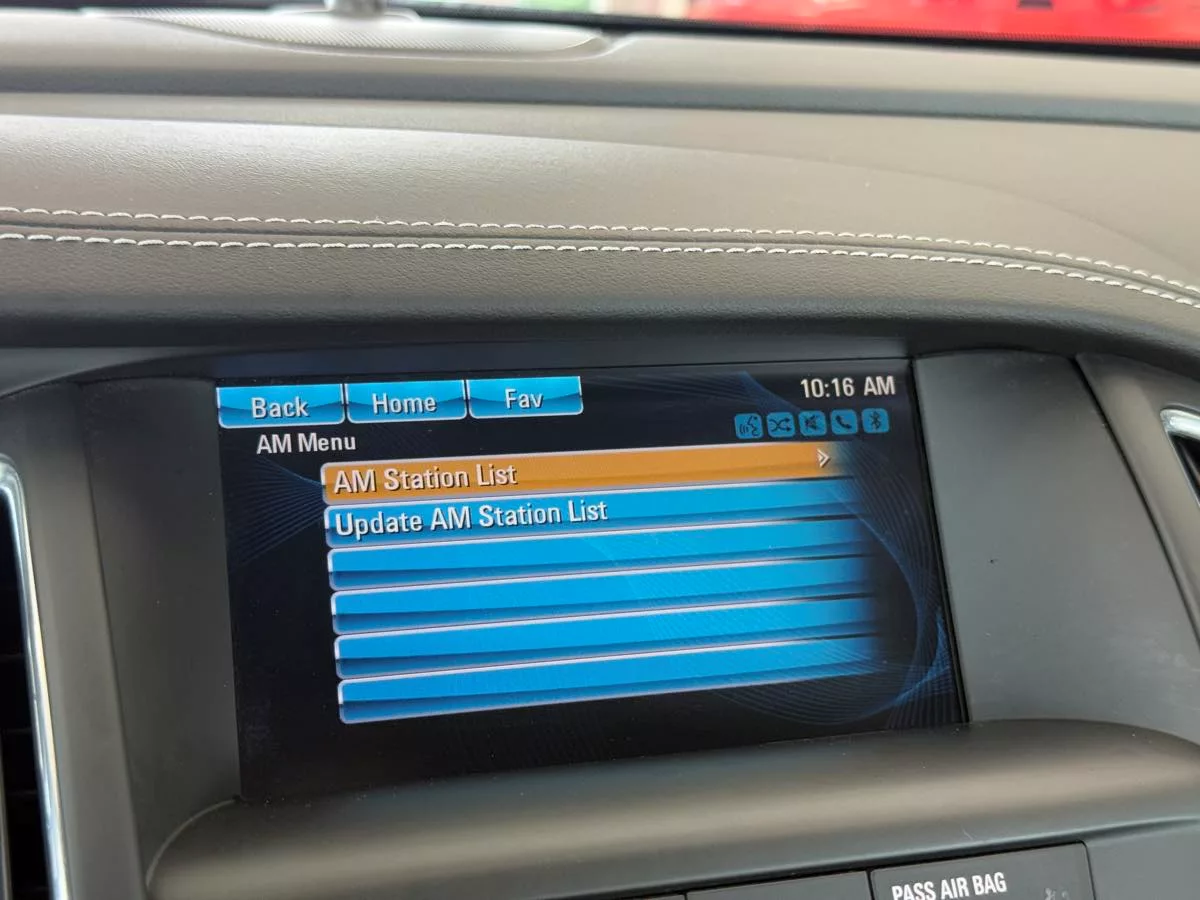 Back Home Fav 10:16 AM
AM Menu
AM Station List
Update AM Station List
PASS AIR BAG